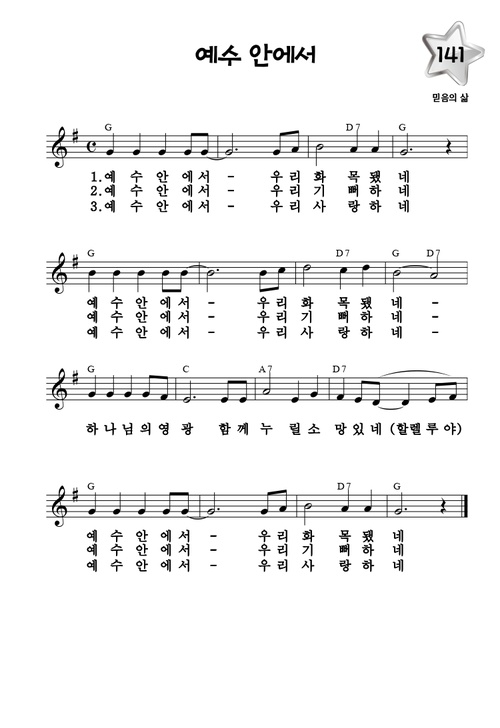 예수 안에서
141
믿음의 삶
G D7 G
1.예 수 안 에 서 - 우 리 화 목 됐 네
2.예 수 안 에 서 - 우 리 기 뻐 하 네
3.예 수 안 에 서 - 우 리 사 랑 하 네
G D7 G D7
예 수 안 에 서 - 우 리 화 목 됐 네 -
예 수 안 에 서 - 우 리 기 뻐 하 네 -
예 수 안 에 서 - 우 리 사 랑 하 네 -
G C A7 D7
하 나 님 의 영 광 함 께 누 릴 소 망 있 네 (할 렐 루 야)
G D7 G
예 수 안 에 서 - 우 리 화 목 됐 네
예 수 안 에 서 - 우 리 기 뻐 하 네
예 수 안 에 서 - 우 리 사 랑 하 네